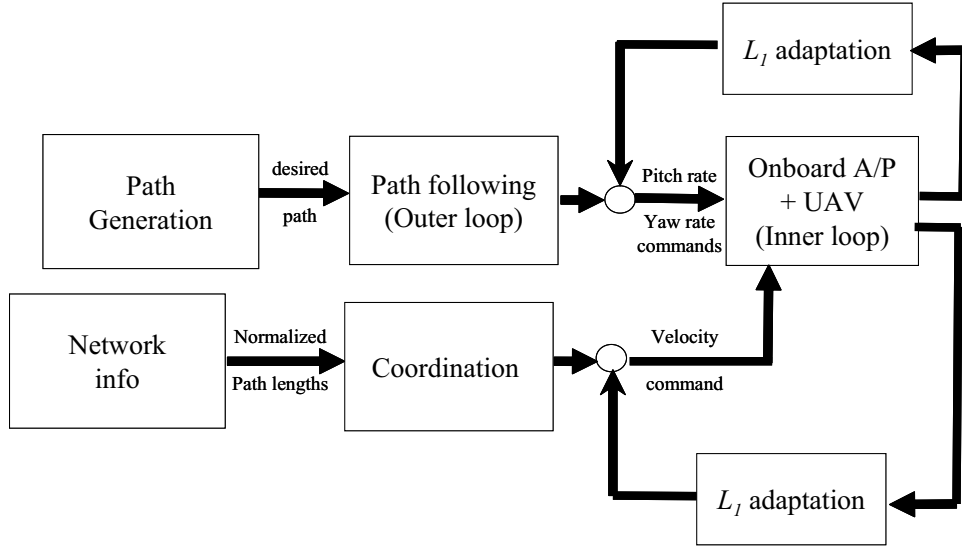 L1 adaptation
Path
Generation
desired
path
Path following
(Outer loop)
Pitch rate
Yaw rate
commands
Onboard A/P
+ UAV
(Inner loop)
Network
info
Normalized
Path lengths
Coordination
Velocity
command
L1 adaptation